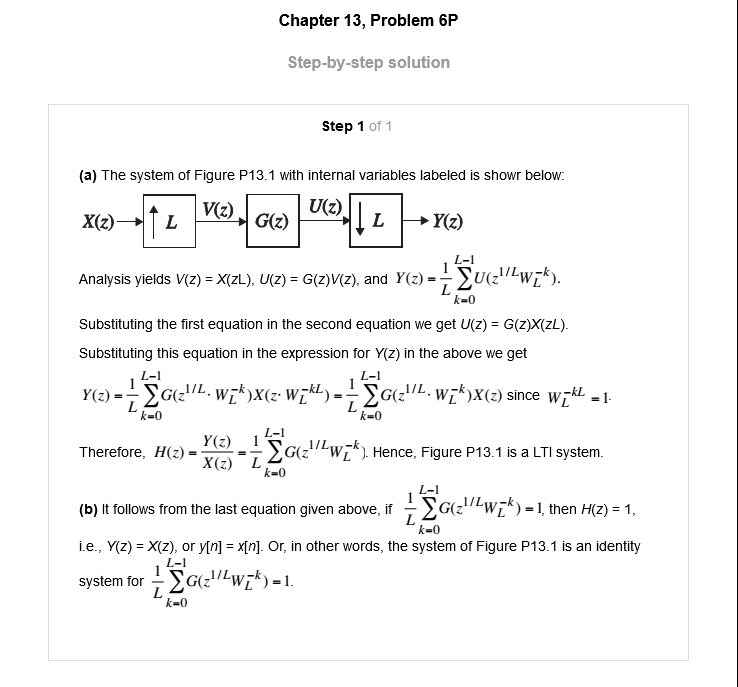 Chapter 13, Problem 6P
Step-by-step solution
Step 1 of 1
(a) The system of Figure P13.1 with internal variables labeled is showr below:
X(z) → ↑ L V(z) G(z) U(z) ↓ L → Y(z)
Analysis yields V(z) = X(zL), U(z) = G(z)V(z), and Y(z) = \frac{1}{L} \sum_{k=0}^{L-1} U(z^{1/L} W_L^{-k}).
Substituting the first equation in the second equation we get U(z) = G(z)X(zL).
Substituting this equation in the expression for Y(z) in the above we get
Y(z) = \frac{1}{L} \sum_{k=0}^{L-1} G(z^{1/L} \cdot W_L^{-k}) X(z \cdot W_L^{-kL}) = \frac{1}{L} \sum_{k=0}^{L-1} G(z^{1/L} \cdot W_L^{-k}) X(z) since W_L^{-kL} = 1.
Therefore, H(z) = \frac{Y(z)}{X(z)} = \frac{1}{L} \sum_{k=0}^{L-1} G(z^{1/L} W_L^{-k}). Hence, Figure P13.1 is a LTI system.
(b) It follows from the last equation given above, if \frac{1}{L} \sum_{k=0}^{L-1} G(z^{1/L} W_L^{-k}) = 1, then H(z) = 1,
i.e., Y(z) = X(z), or y[n] = x[n]. Or, in other words, the system of Figure P13.1 is an identity
system for \frac{1}{L} \sum_{k=0}^{L-1} G(z^{1/L} W_L^{-k}) = 1.